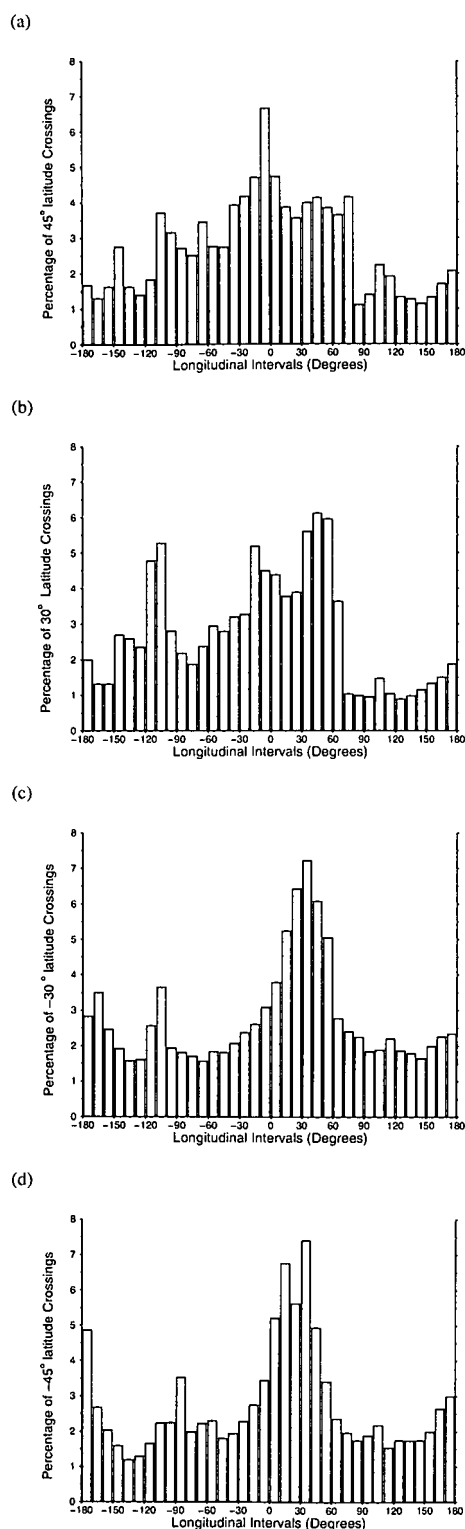 (a)
Percentage of 45° latitude Crossings
8
7
6
5
4
3
2
1
0
-180 -150 -120 -90 -60 -30 0 30 60 90 120 150 180
Longitudinal Intervals (Degrees)
(b)
Percentage of 30° Latitude Crossings
8
7
6
5
4
3
2
1
0
-180 -150 -120 -90 -60 -30 0 30 60 90 120 150 180
Longitudinal Intervals (Degrees)
(c)
Percentage of -30° latitude Crossings
8
7
6
5
4
3
2
1
0
-180 -150 -120 -90 -60 -30 0 30 60 90 120 150 180
Longitudinal Intervals (Degrees)
(d)
Percentage of -45° latitude Crossings
8
7
6
5
4
3
2
1
0
-180 -150 -120 -90 -60 -30 0 30 60 90 120 150 180
Longitudinal Intervals (Degrees)